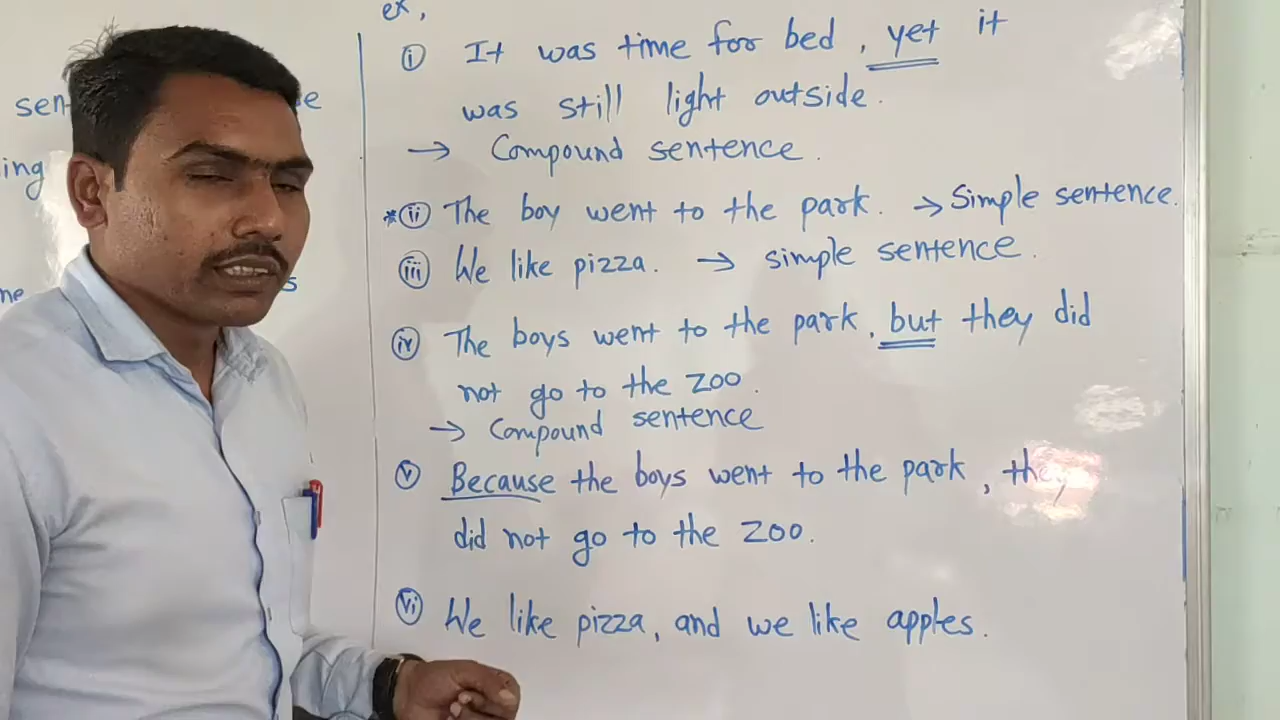 ex,
(i) It was time for bed, yet it
was still light outside.
→ Compound sentence.
*(ii) The boy went to the park. → Simple sentence.
(iii) We like pizza. → simple sentence.
(iv) The boys went to the park, but they did
not go to the zoo.
→ Compound sentence
(v) Because the boys went to the park, they
did not go to the zoo.
(vi) We like pizza, and we like apples.